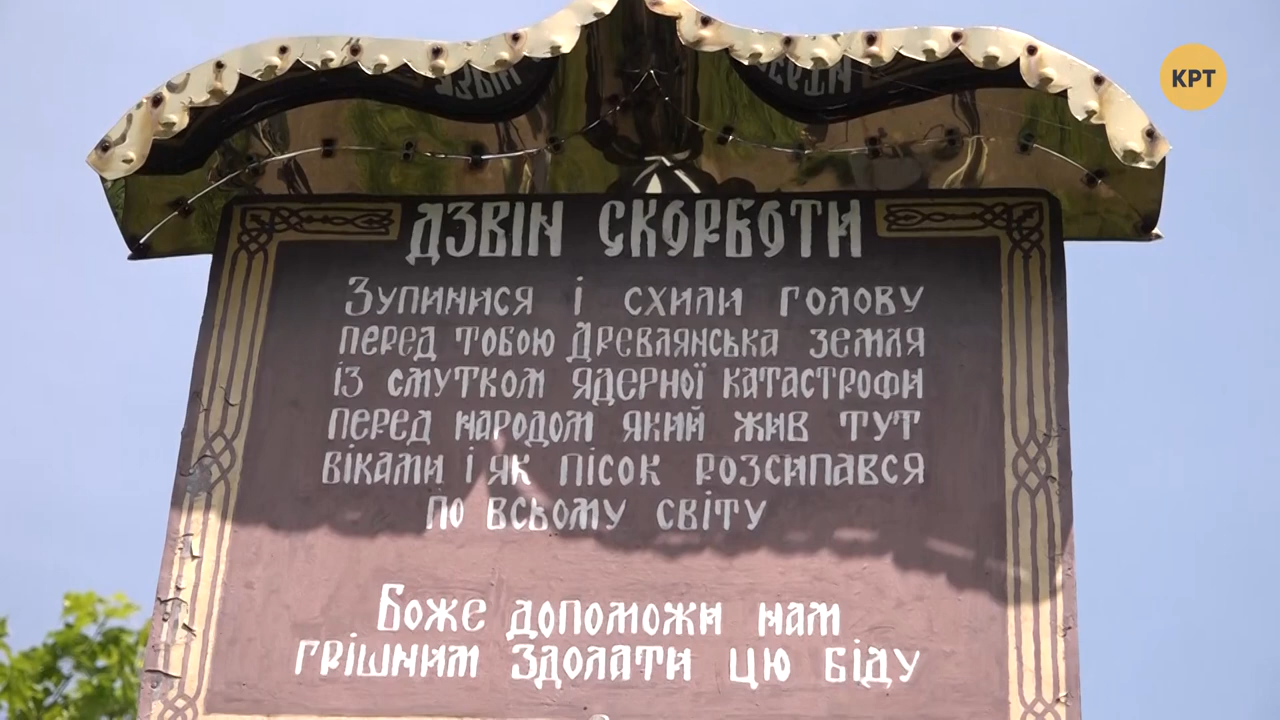 КРТ
ДЗВІН СКОРБОТИ
Зупинися і схили голову
перед тобою Древлянська земля
із смутком ядерної катастрофи
перед народом який жив тут
віками і як пісок розсипався
по всьому світу
Боже допоможи нам
грішним здолати цю біду